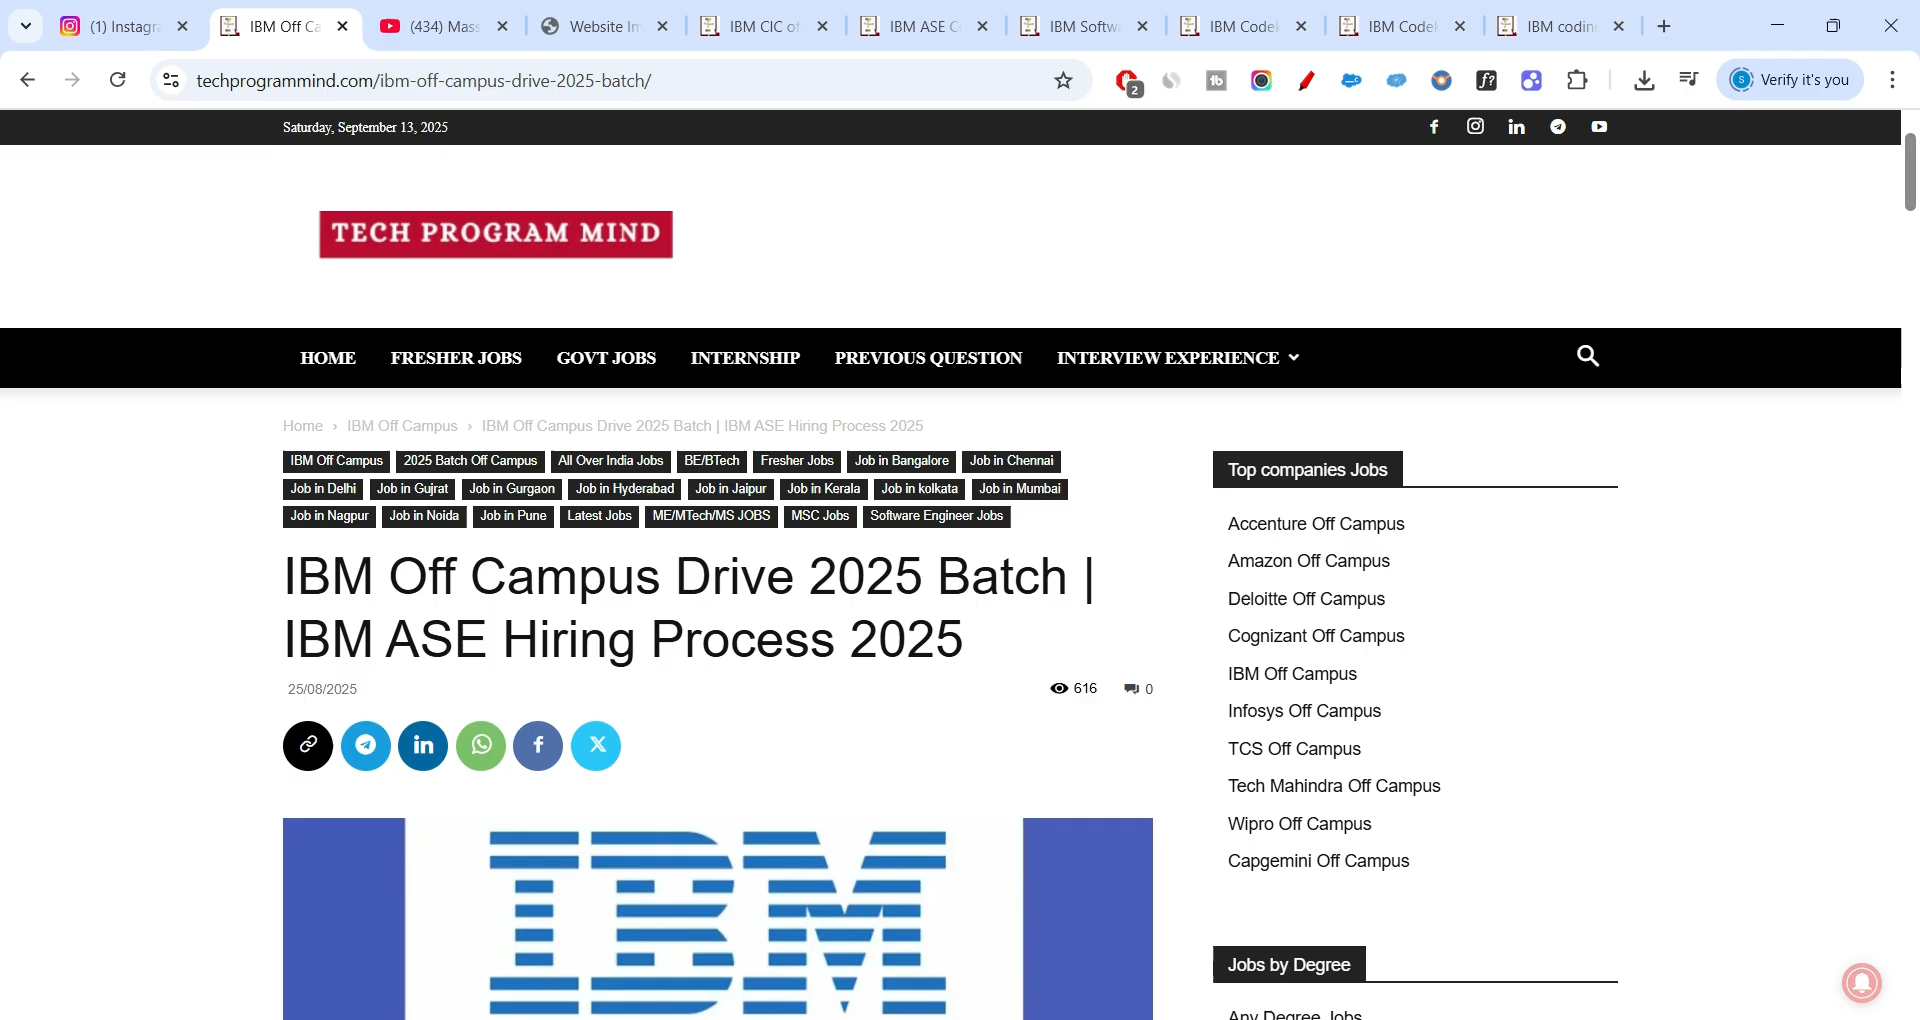 (1) Instagra
IBM Off Ca
(434) Mass
Website Im
IBM CIC of
IBM ASE C
IBM Softwa
IBM Codek
IBM Codek
IBM coding
techprogrammind.com/ibm-off-campus-drive-2025-batch/
2
Verify it's you
Saturday, September 13, 2025
TECH PROGRAM MIND
HOME FRESHER JOBS GOVT JOBS INTERNSHIP PREVIOUS QUESTION INTERVIEW EXPERIENCE
Home › IBM Off Campus › IBM Off Campus Drive 2025 Batch | IBM ASE Hiring Process 2025
IBM Off Campus 2025 Batch Off Campus All Over India Jobs BE/BTech Fresher Jobs Job in Bangalore Job in Chennai
Job in Delhi Job in Gujrat Job in Gurgaon Job in Hyderabad Job in Jaipur Job in Kerala Job in kolkata Job in Mumbai
Job in Nagpur Job in Noida Job in Pune Latest Jobs ME/MTech/MS JOBS MSC Jobs Software Engineer Jobs
IBM Off Campus Drive 2025 Batch |
IBM ASE Hiring Process 2025
25/08/2025
616 0
IBM
Top companies Jobs
Accenture Off Campus
Amazon Off Campus
Deloitte Off Campus
Cognizant Off Campus
IBM Off Campus
Infosys Off Campus
TCS Off Campus
Tech Mahindra Off Campus
Wipro Off Campus
Capgemini Off Campus
Jobs by Degree
Any Degree Jobs